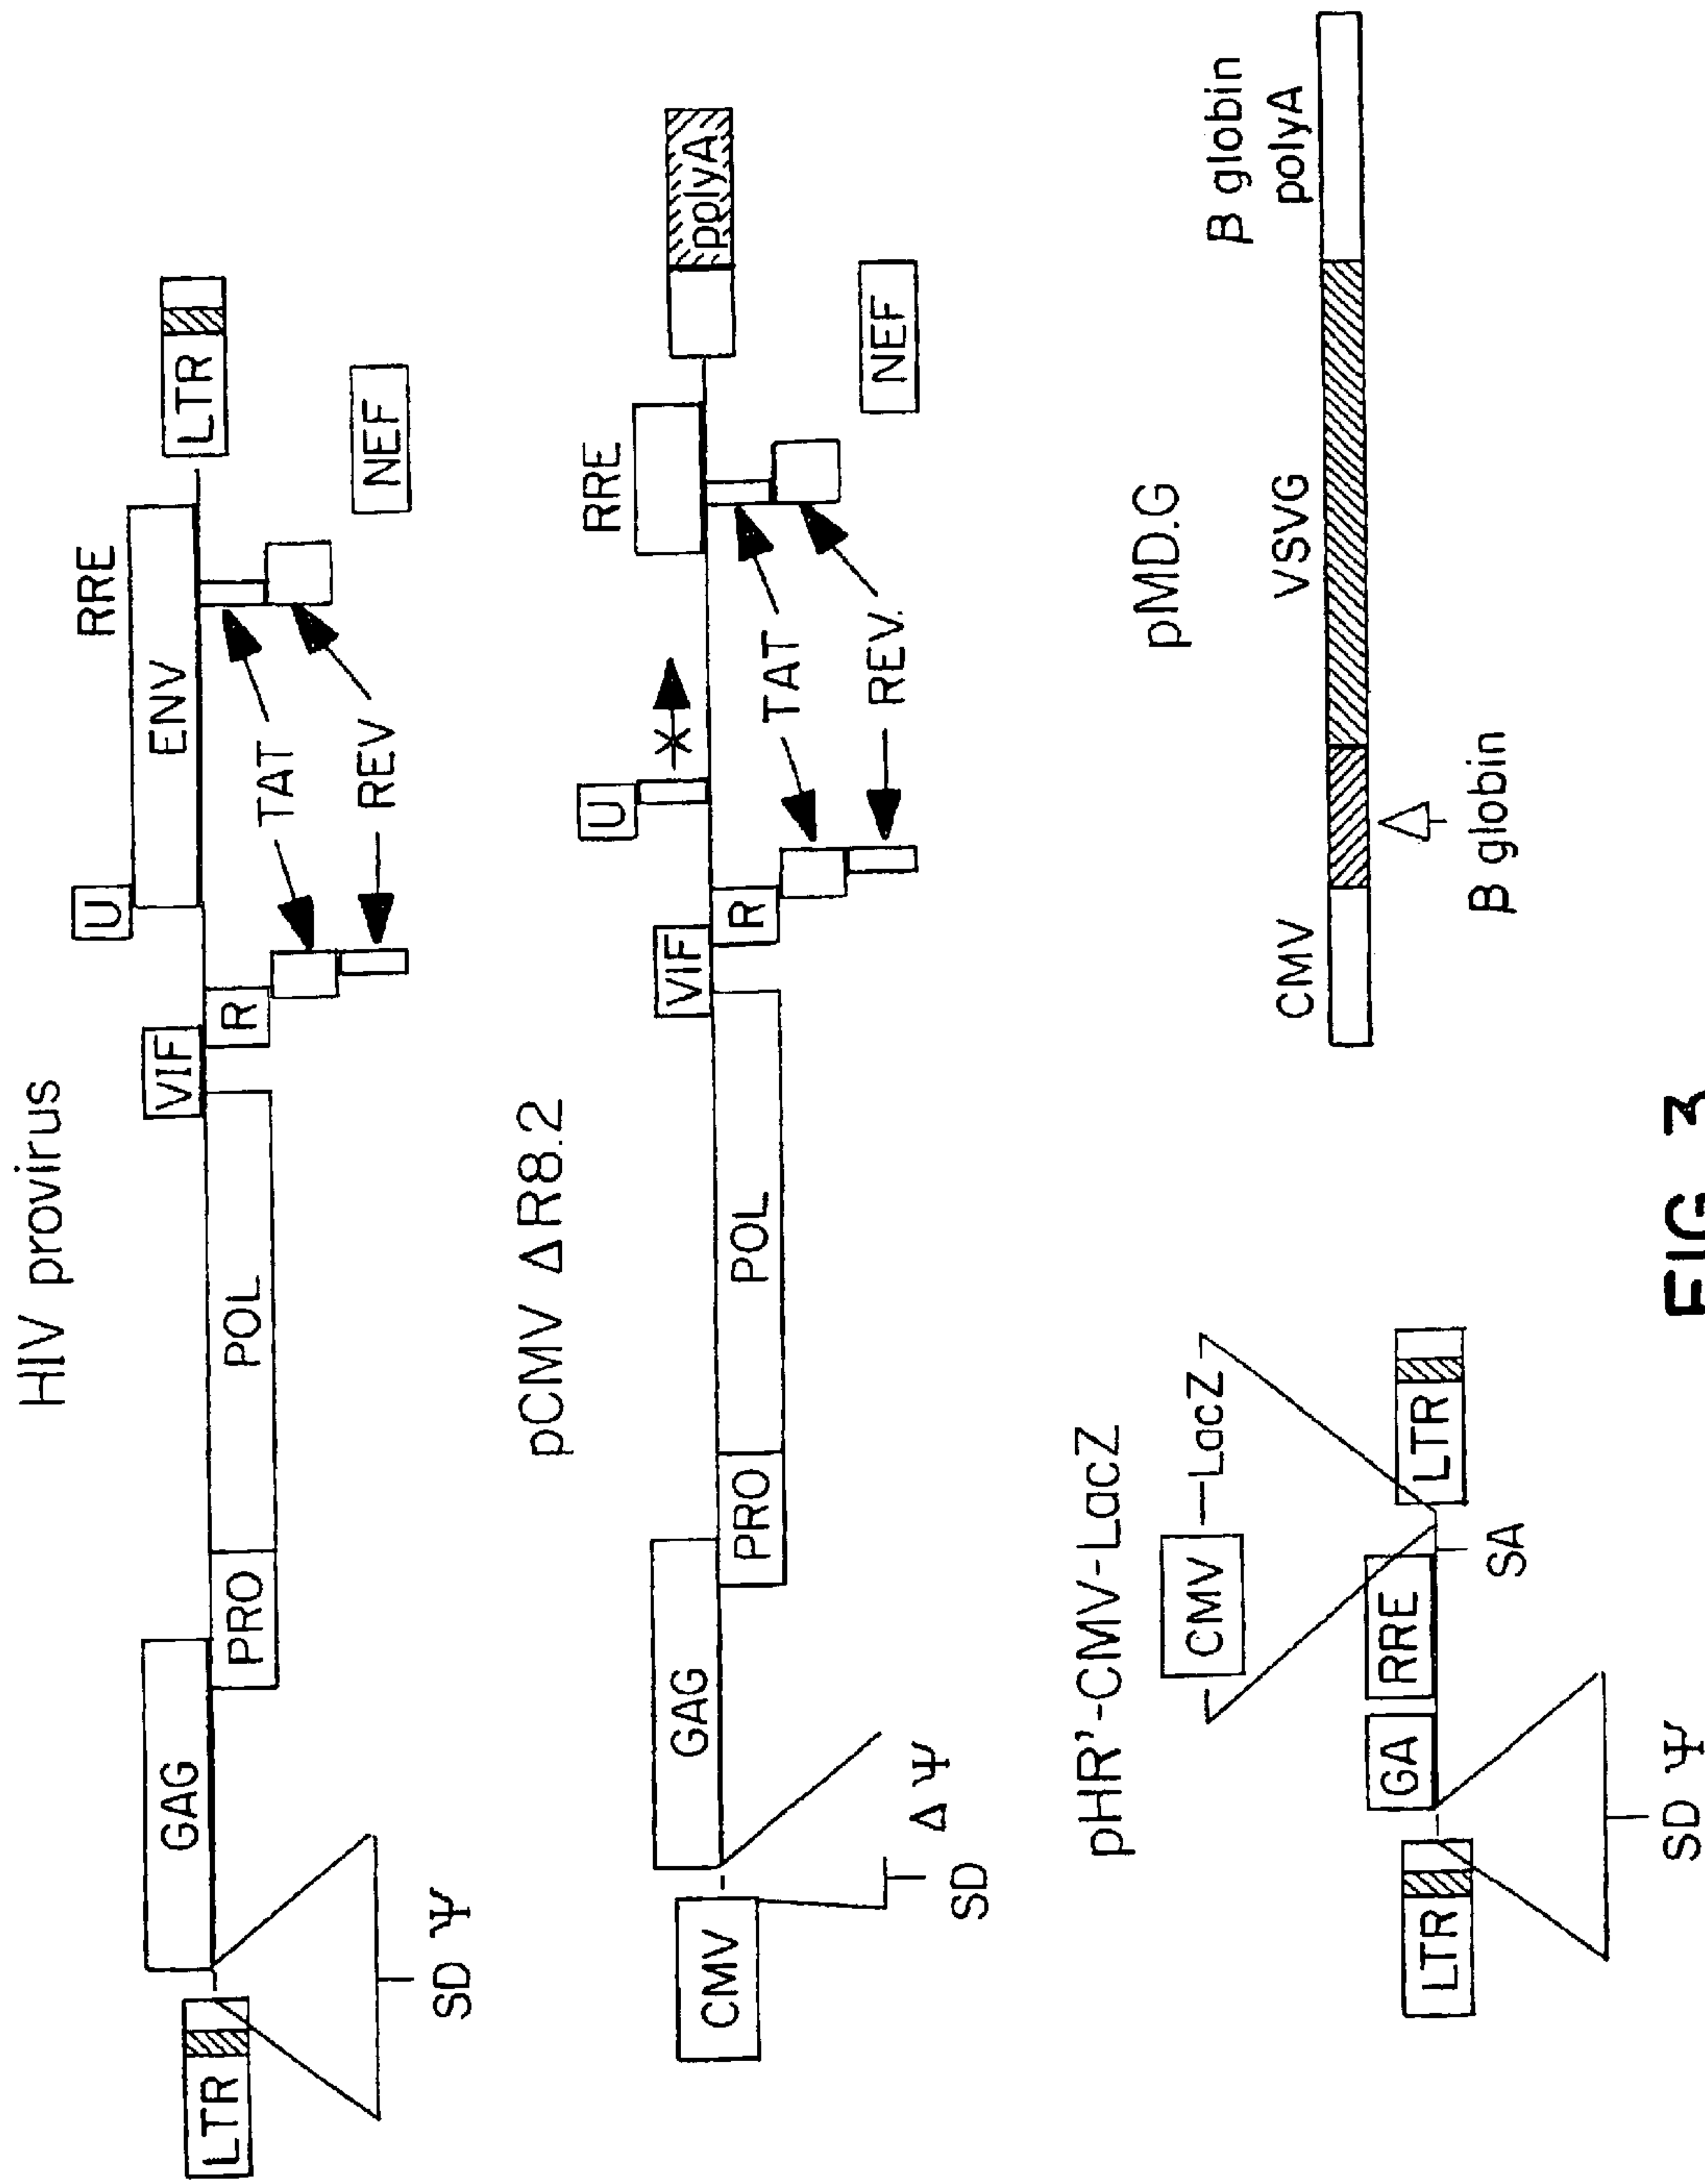 HIV provirus
RRE
U
LTR GAG VIF ENV LTR
PRO POL R
TAT
SD Ψ
REV
NEF
pCMV ΔR8.2
RRE
U
CMV GAG VIF polyA
PRO POL R
TAT
SD Δ Ψ
REV
NEF
pHR'-CMV-LacZ
CMV LacZ
LTR GA RRE LTR
SA
SD Ψ
pMD.G
β globin
CMV VSVG polyA
β globin
FIG. 3